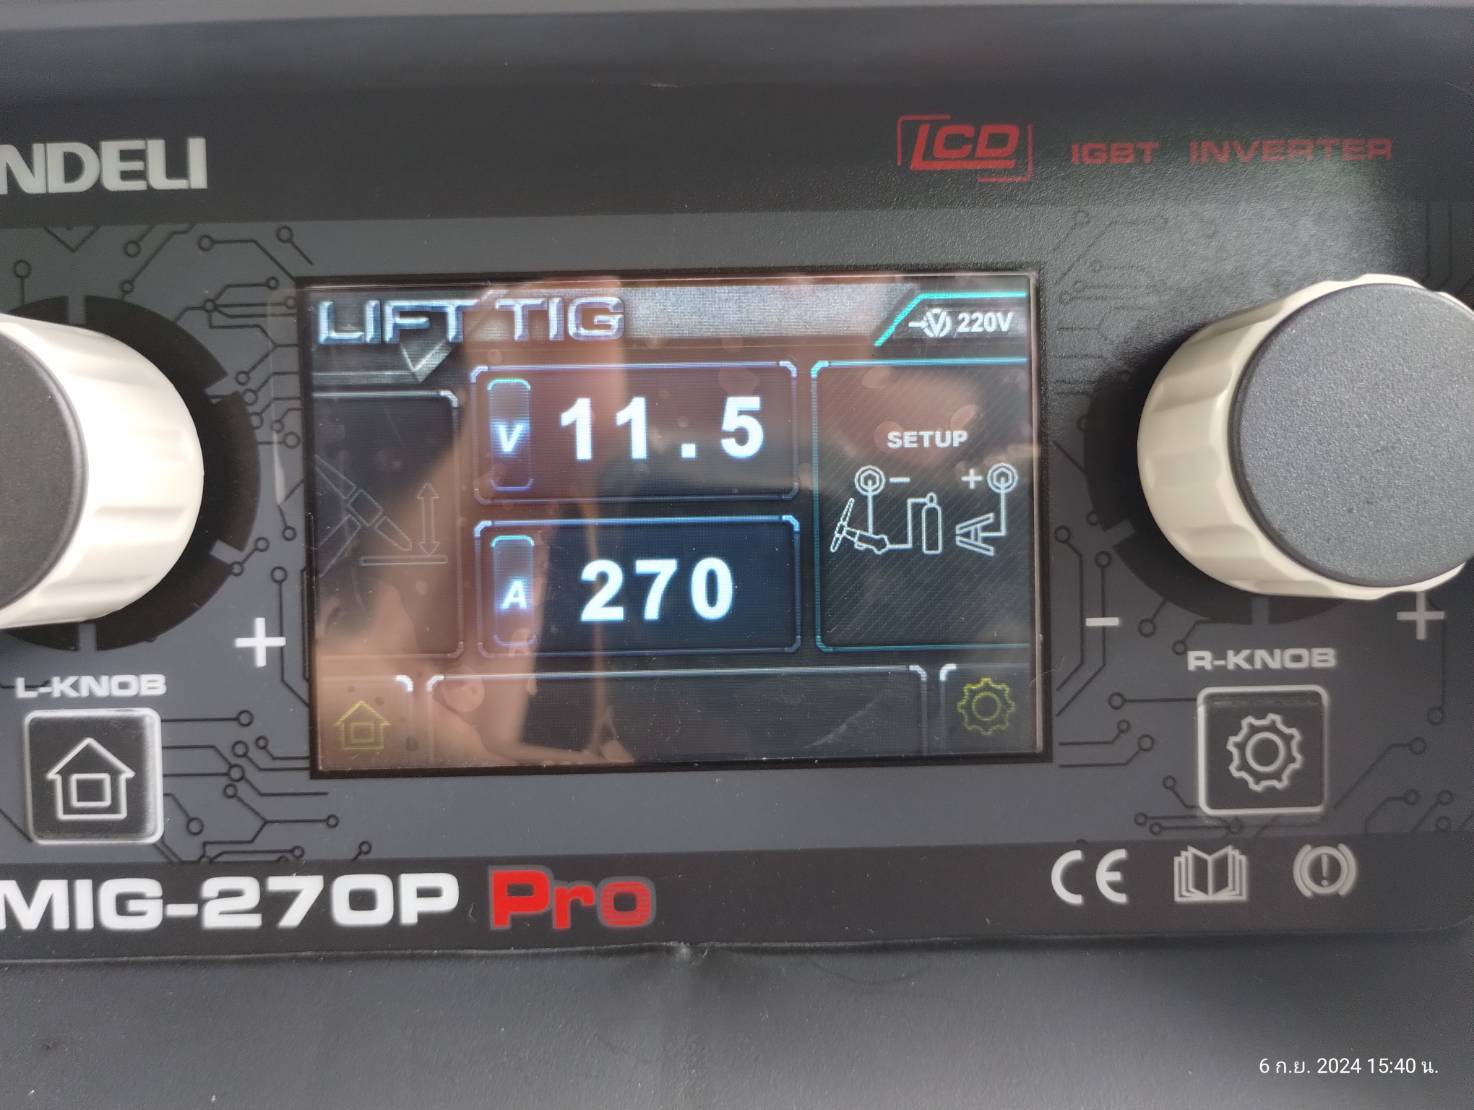 NDELI
LCD IGBT INVERTER
LIFT TIG
220V
V 11.5
A 270
SETUP
- +
+
- +
L-KNOB
R-KNOB
MIG-270P Pro
CE
6 ก.ย. 2024 15:40 น.